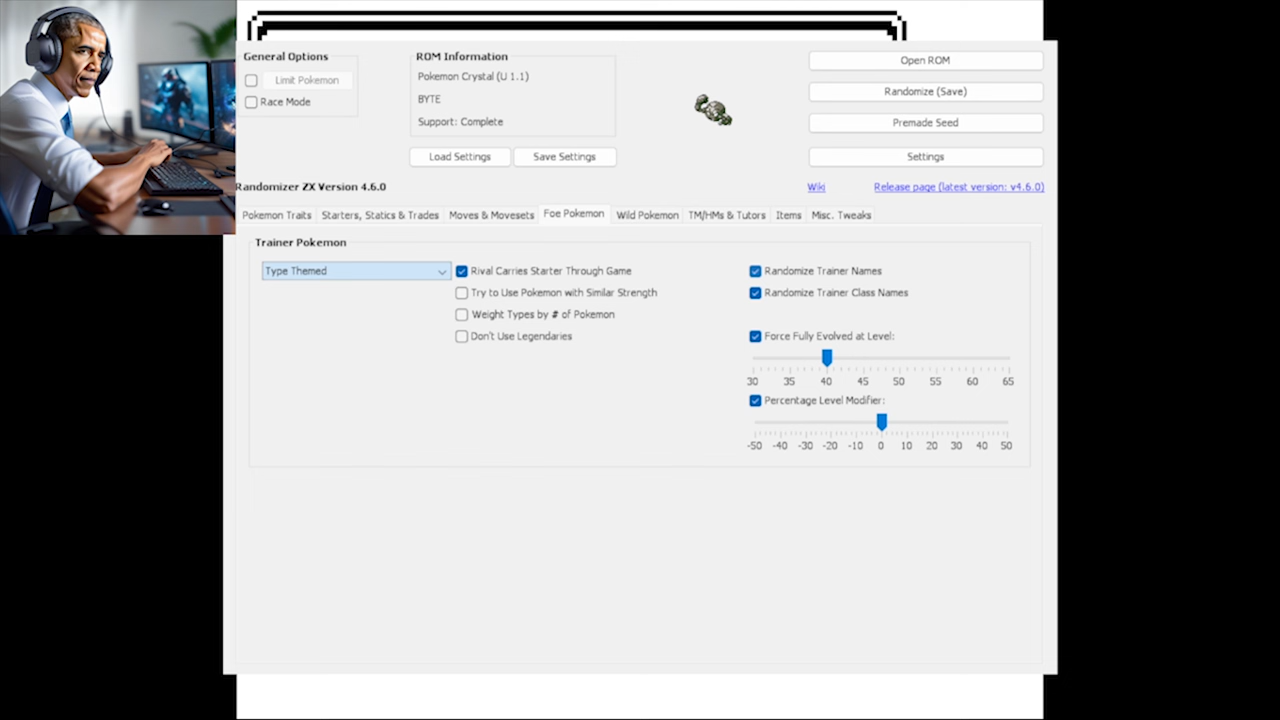 General Options
Limit Pokemon
Race Mode
ROM Information
Pokemon Crystal (U 1.1)
BYTE
Support: Complete
Load Settings
Save Settings
Open ROM
Randomize (Save)
Premade Seed
Settings
Randomizer ZX Version 4.6.0
Wiki
Release page (latest version: v4.6.0)
Pokemon Traits
Starters, Statics & Trades
Moves & Movesets
Foe Pokemon
Wild Pokemon
TM/HMs & Tutors
Items
Misc. Tweaks
Trainer Pokemon
Type Themed
Rival Carries Starter Through Game
Try to Use Pokemon with Similar Strength
Weight Types by # of Pokemon
Don't Use Legendaries
Randomize Trainer Names
Randomize Trainer Class Names
Force Fully Evolved at Level:
30 35 40 45 50 55 60 65
Percentage Level Modifier:
-50 -40 -30 -20 -10 0 10 20 30 40 50